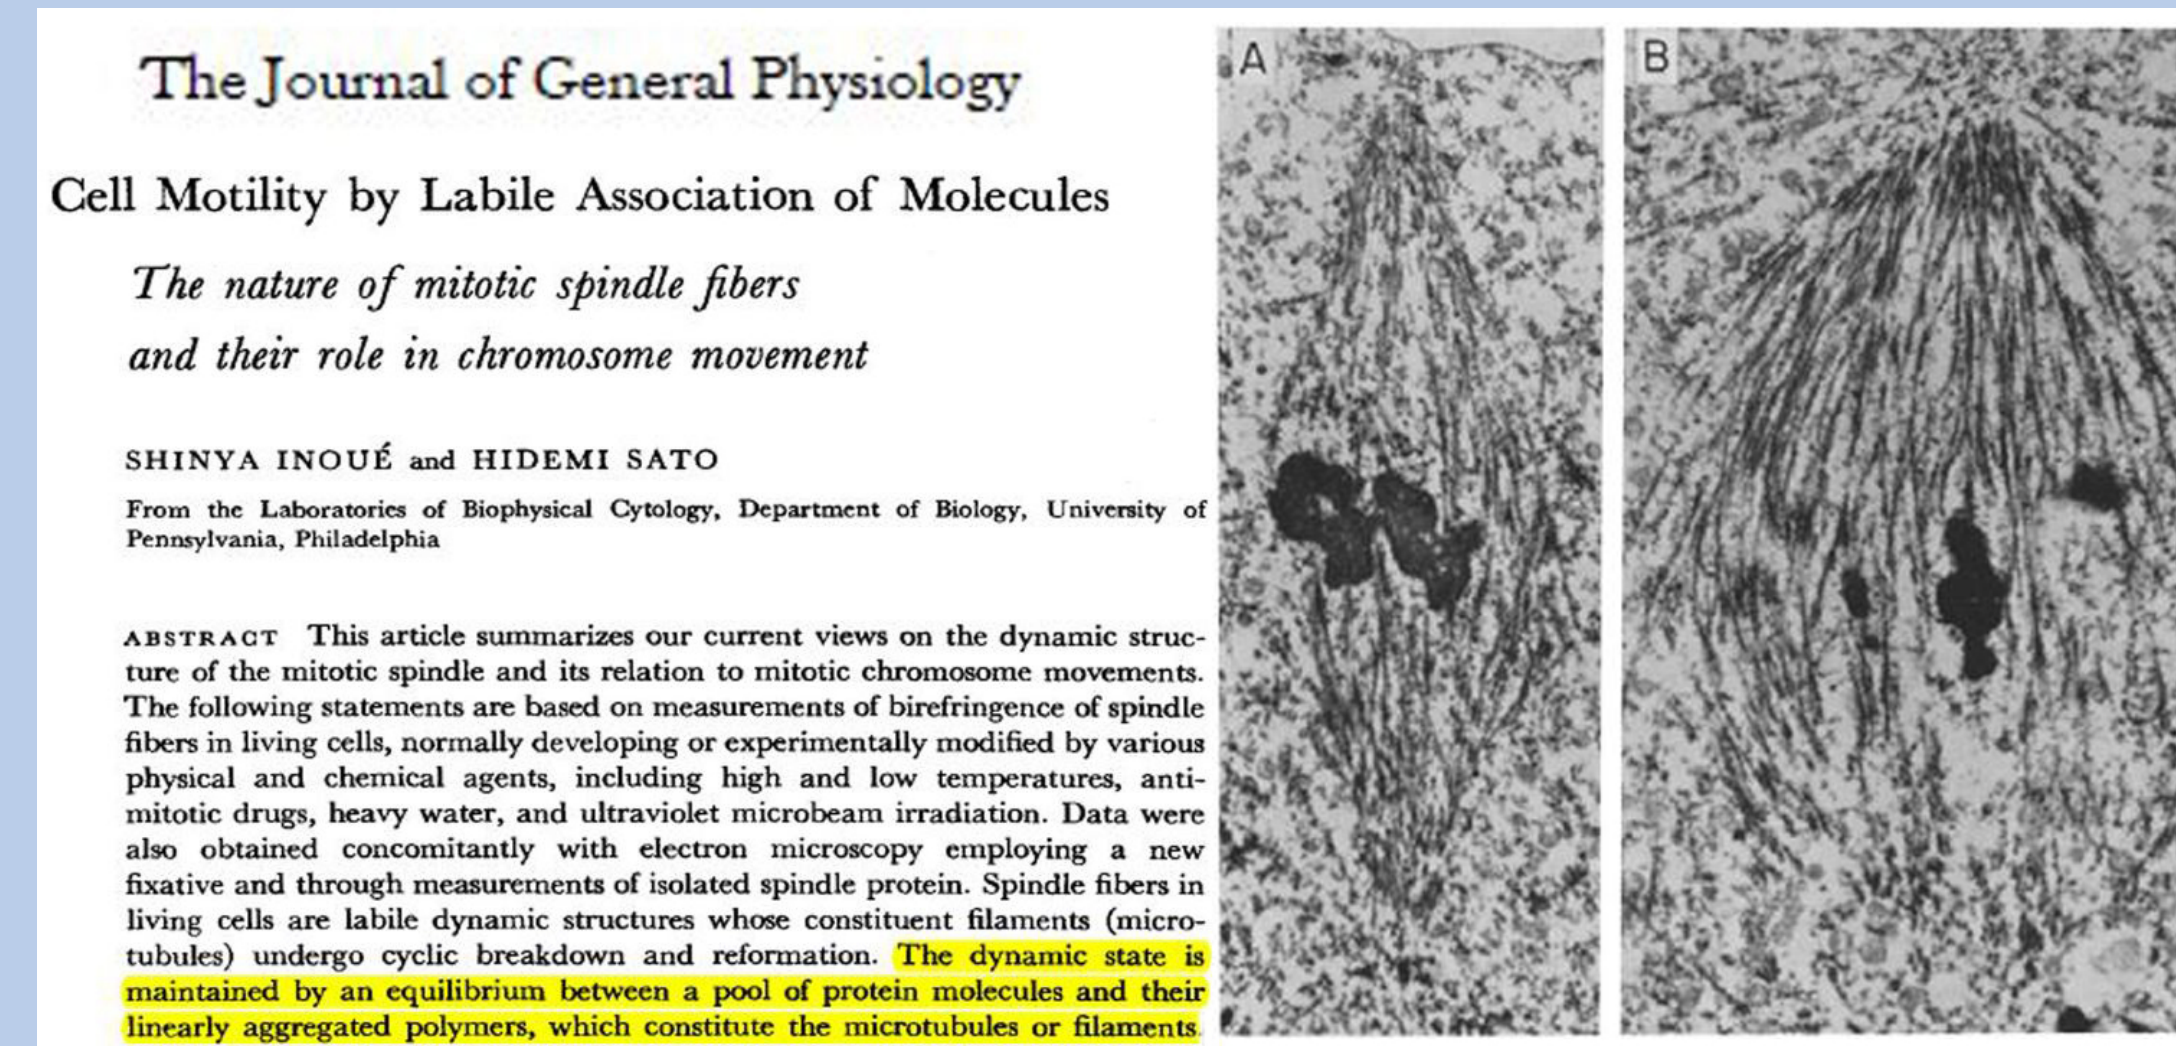 The Journal of General Physiology
Cell Motility by Labile Association of Molecules
The nature of mitotic spindle fibers
and their role in chromosome movement
SHINYA INOUÉ and HIDEMI SATO
From the Laboratories of Biophysical Cytology, Department of Biology, University of
Pennsylvania, Philadelphia
ABSTRACT This article summarizes our current views on the dynamic struc-
ture of the mitotic spindle and its relation to mitotic chromosome movements.
The following statements are based on measurements of birefringence of spindle
fibers in living cells, normally developing or experimentally modified by various
physical and chemical agents, including high and low temperatures, anti-
mitotic drugs, heavy water, and ultraviolet microbeam irradiation. Data were
also obtained concomitantly with electron microscopy employing a new
fixative and through measurements of isolated spindle protein. Spindle fibers in
living cells are labile dynamic structures whose constituent filaments (micro-
tubules) undergo cyclic breakdown and reformation. The dynamic state is
maintained by an equilibrium between a pool of protein molecules and their
linearly aggregated polymers, which constitute the microtubules or filaments.
A
B